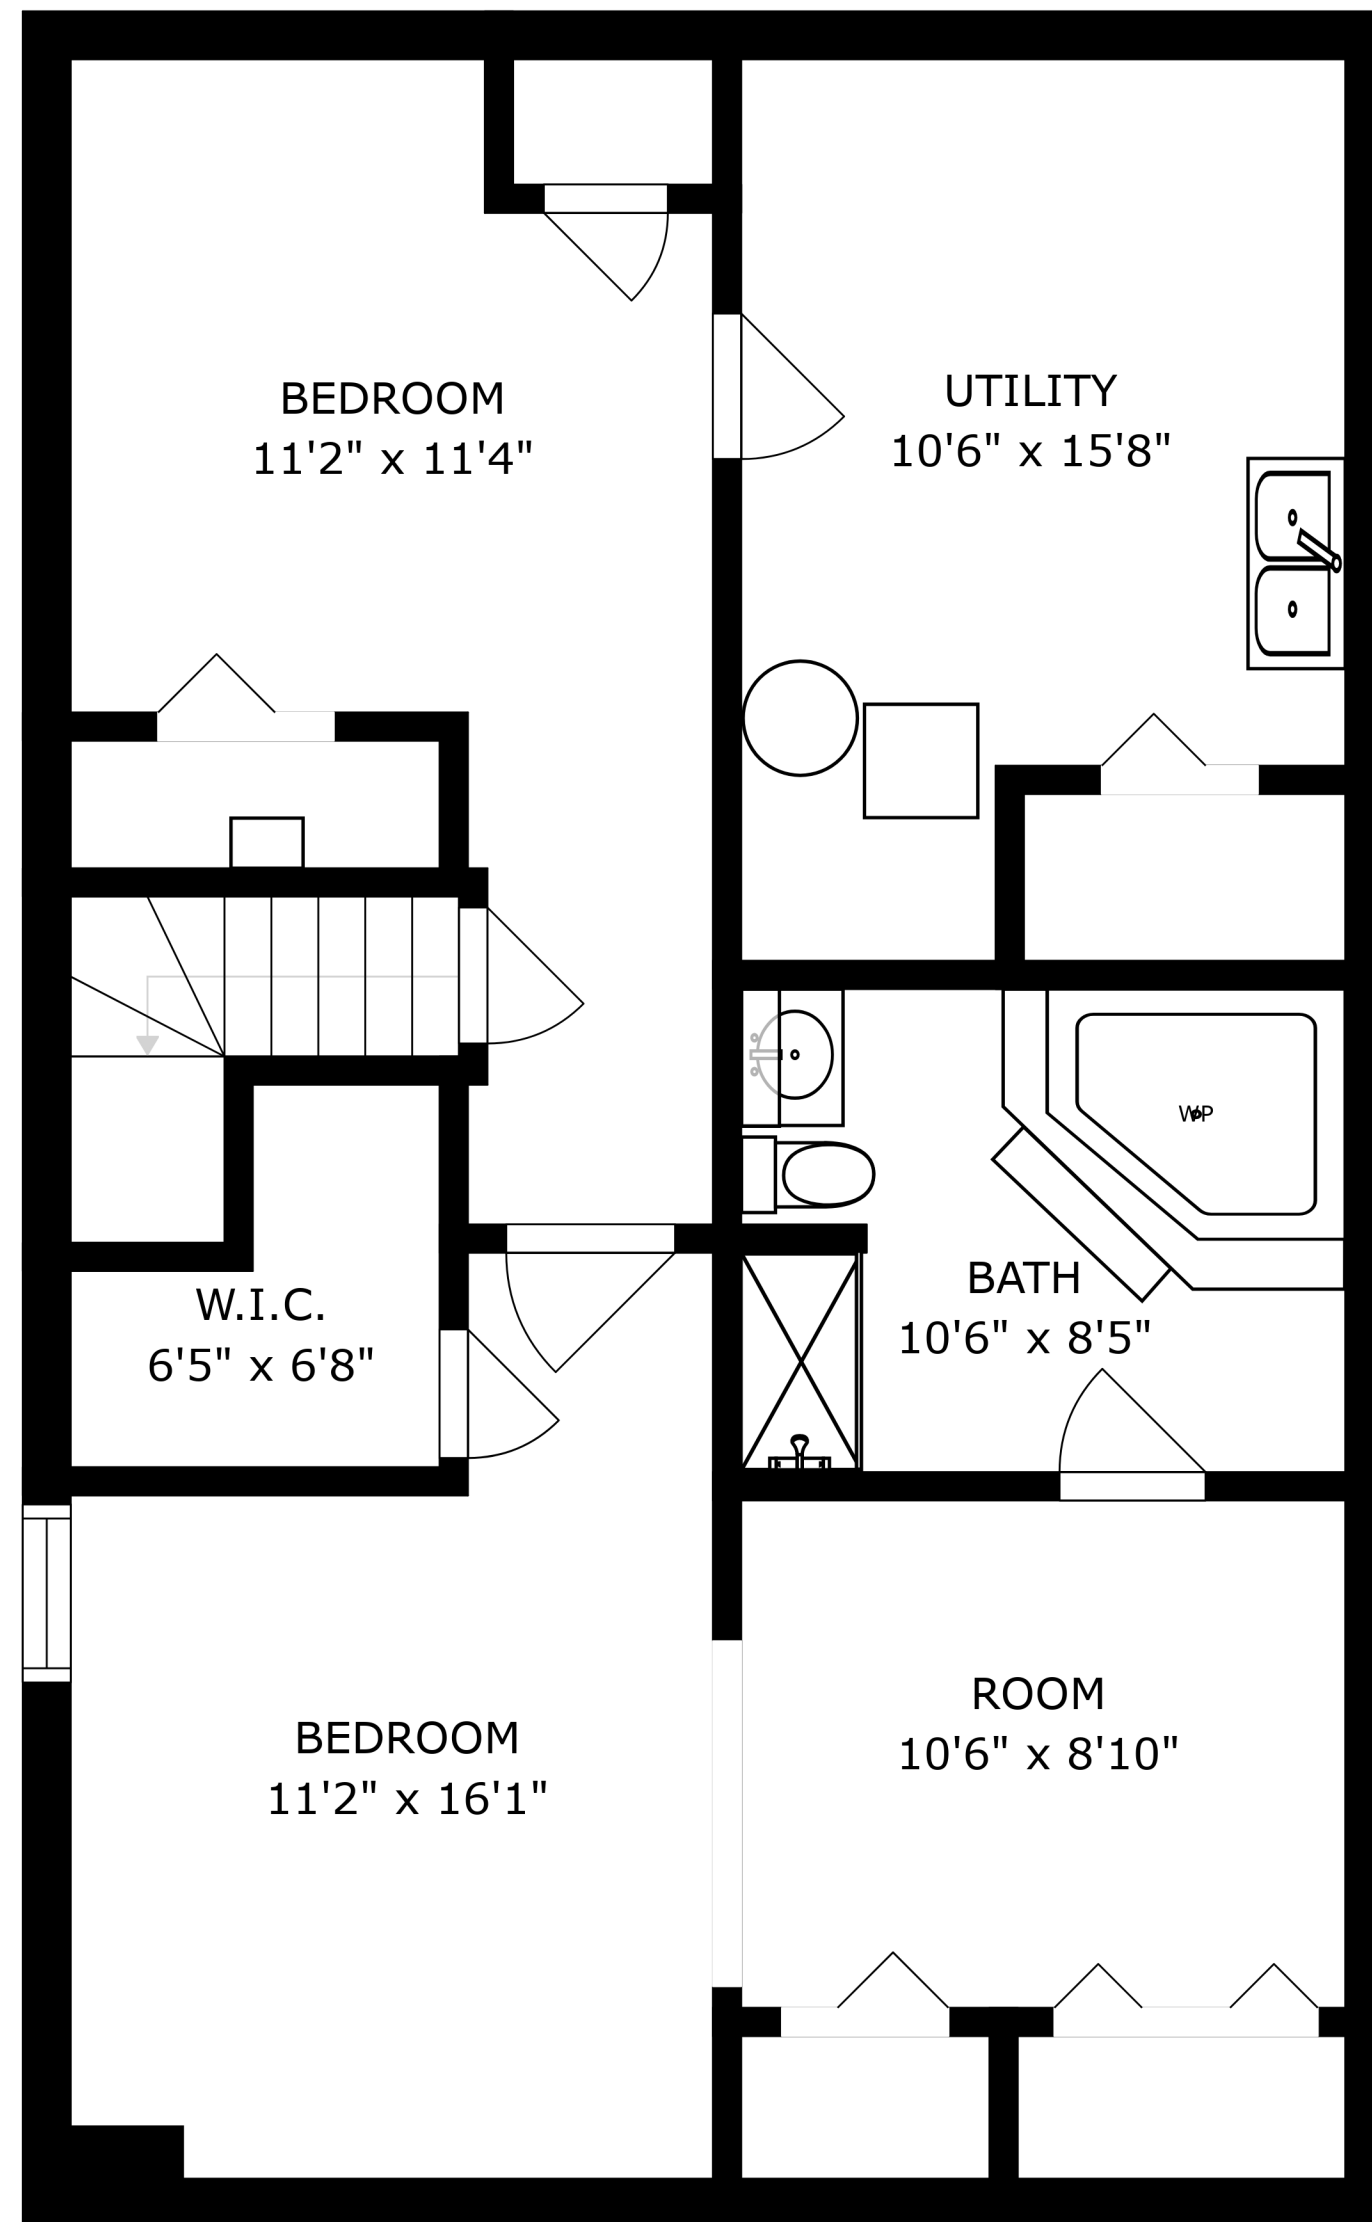 BEDROOM
11'2" x 11'4"
UTILITY
10'6" x 15'8"
WP
W.I.C.
6'5" x 6'8"
BATH
10'6" x 8'5"
BEDROOM
11'2" x 16'1"
ROOM
10'6" x 8'10"